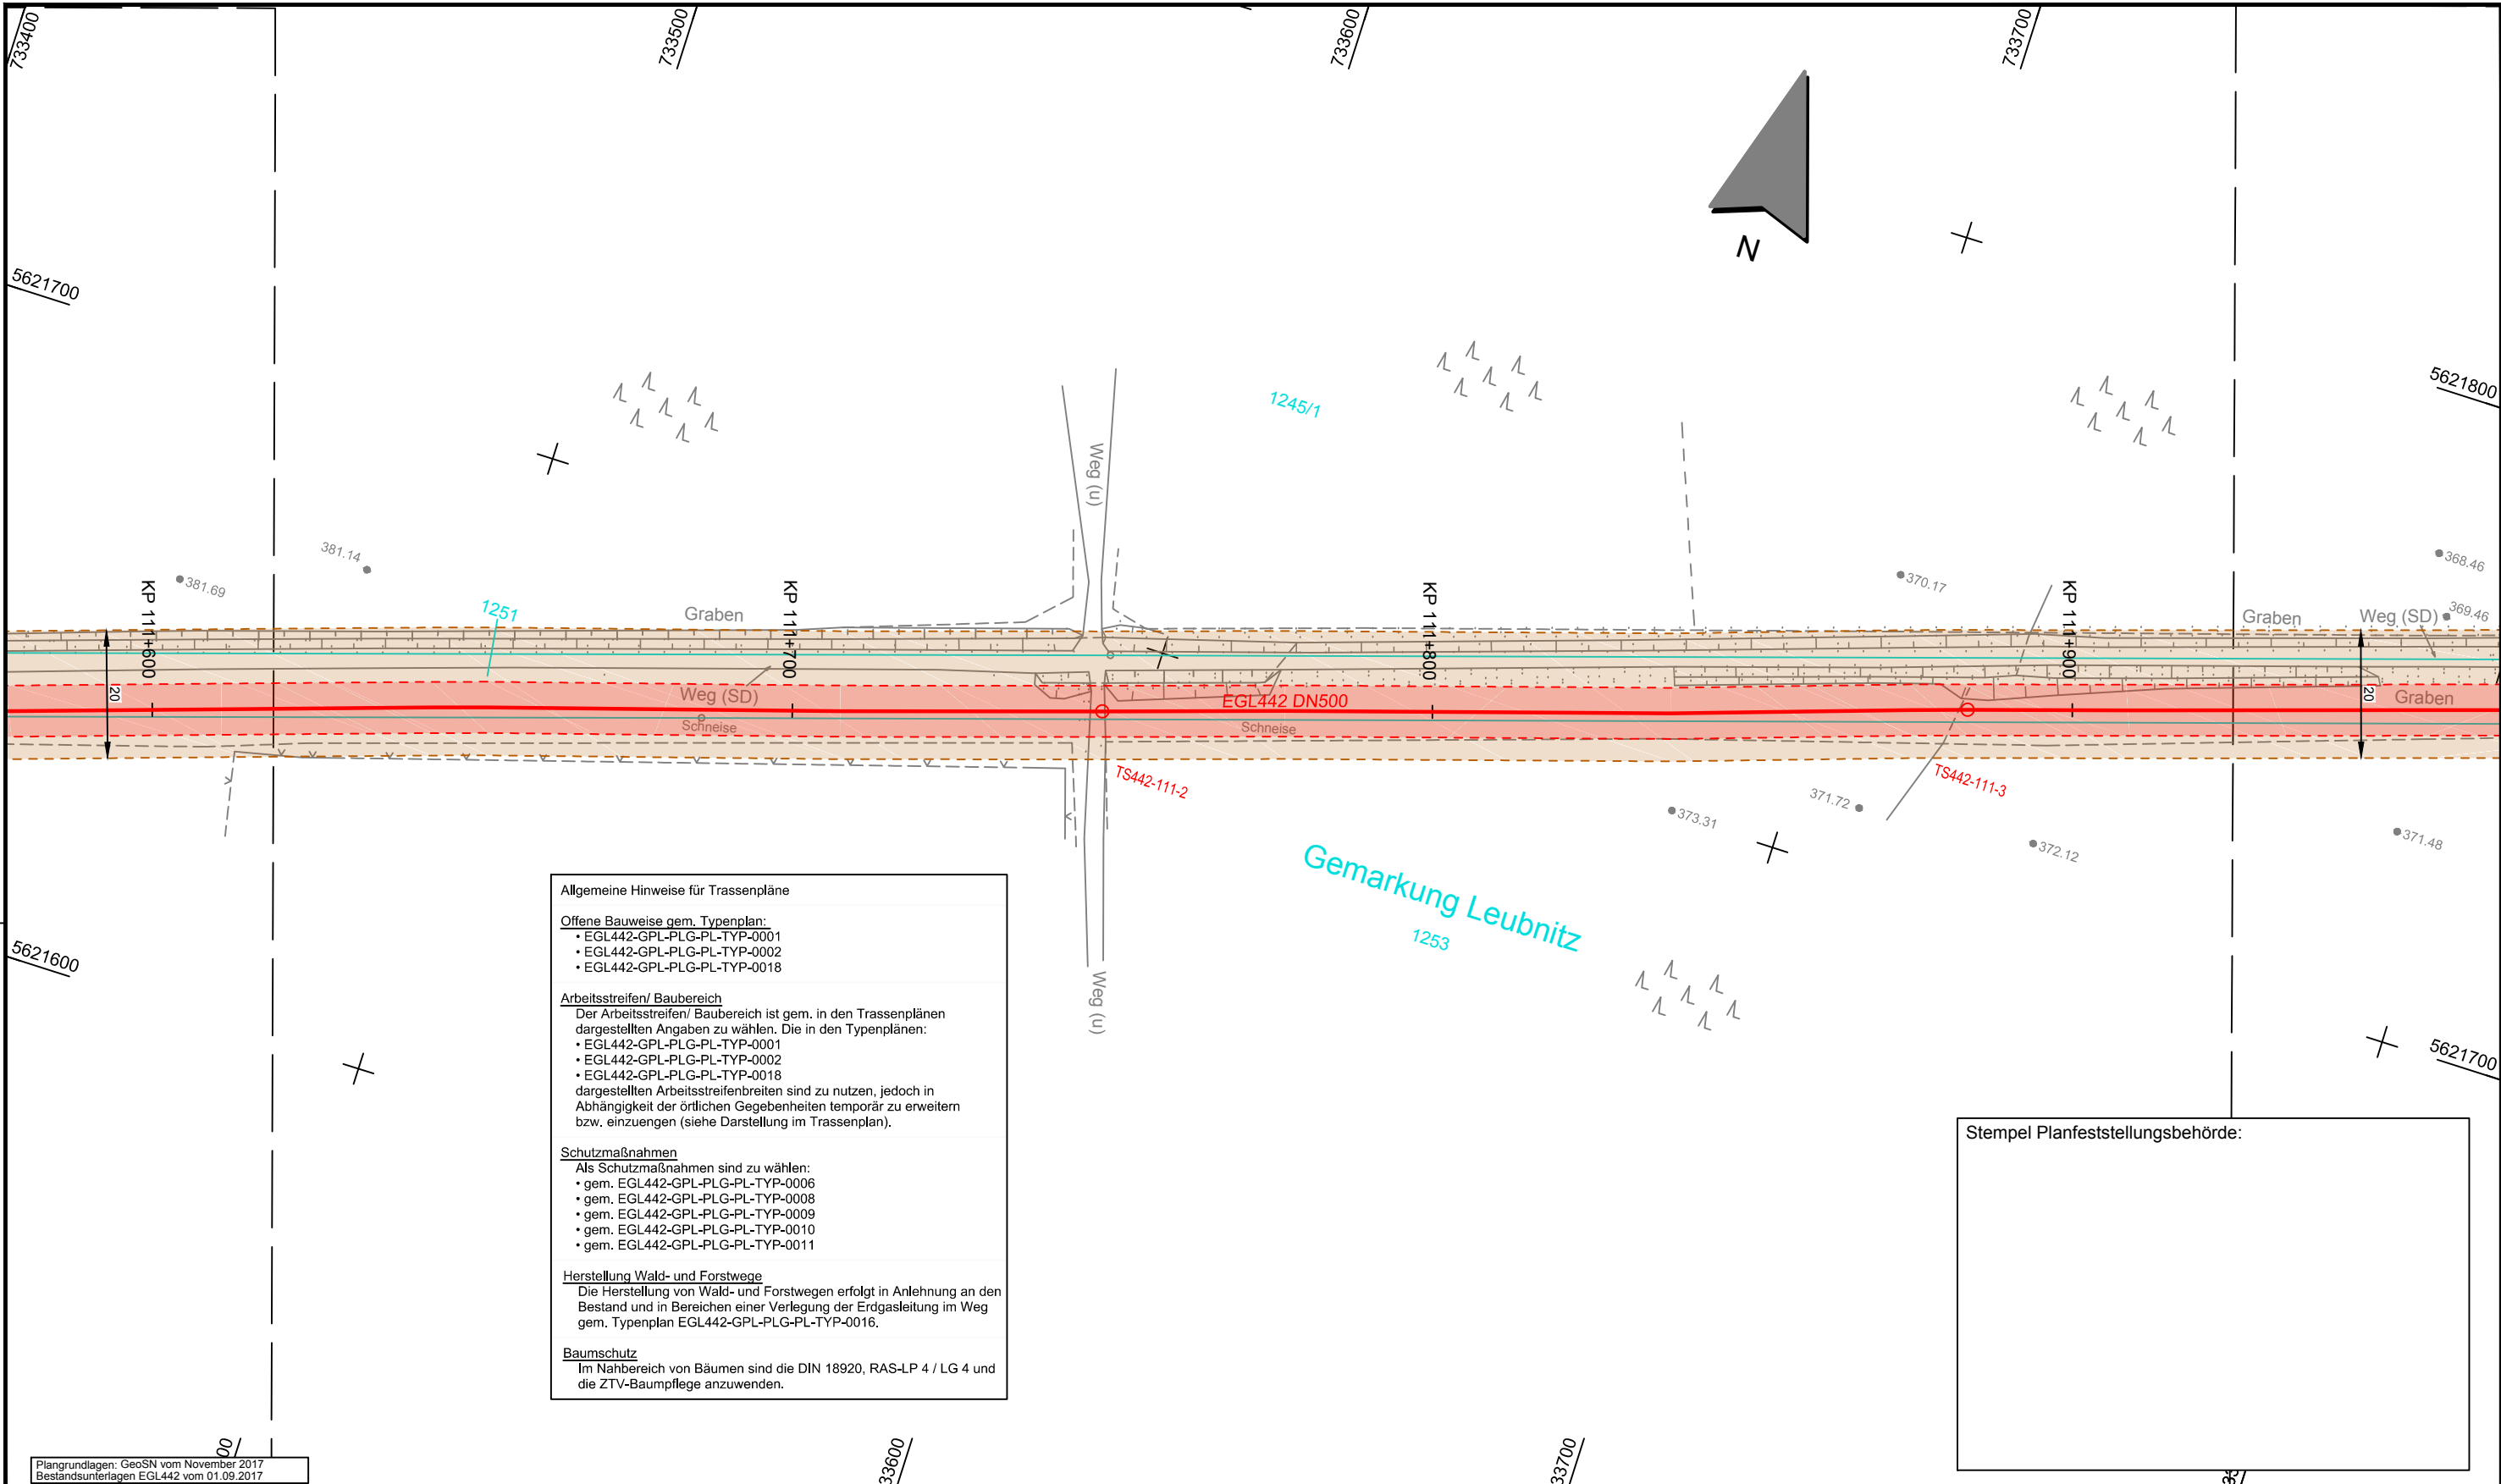 733400
733500
733600
733700
N
5621700
5621800
1245/1
Weg (u)
381.14
381.69
370.17
368.46
369.46
KP 111+600
KP 111+700
KP 111+800
KP 111+900
1251
Graben
Graben
Weg (SD)
20
20
Weg (SD)
Schneise
EGL442 DN500
Schneise
Graben
TS442-111-2
TS442-111-3
373.31
371.72
372.12
371.48
Gemarkung Leubnitz
1253
5621600
5621700
Weg (u)
Allgemeine Hinweise für Trassenpläne
Offene Bauweise gem. Typenplan:
• EGL442-GPL-PLG-PL-TYP-0001
• EGL442-GPL-PLG-PL-TYP-0002
• EGL442-GPL-PLG-PL-TYP-0018
Arbeitsstreifen/ Baubereich
Der Arbeitsstreifen/ Baubereich ist gem. in den Trassenplänen
dargestellten Angaben zu wählen. Die in den Typenplänen:
• EGL442-GPL-PLG-PL-TYP-0001
• EGL442-GPL-PLG-PL-TYP-0002
• EGL442-GPL-PLG-PL-TYP-0018
dargestellten Arbeitsstreifenbreiten sind zu nutzen, jedoch in
Abhängigkeit der örtlichen Gegebenheiten temporär zu erweitern
bzw. einzuengen (siehe Darstellung im Trassenplan).
Schutzmaßnahmen
Als Schutzmaßnahmen sind zu wählen:
• gem. EGL442-GPL-PLG-PL-TYP-0006
• gem. EGL442-GPL-PLG-PL-TYP-0008
• gem. EGL442-GPL-PLG-PL-TYP-0009
• gem. EGL442-GPL-PLG-PL-TYP-0010
• gem. EGL442-GPL-PLG-PL-TYP-0011
Herstellung Wald- und Forstwege
Die Herstellung von Wald- und Forstwegen erfolgt in Anlehnung an den
Bestand und in Bereichen einer Verlegung der Erdgasleitung im Weg
gem. Typenplan EGL442-GPL-PLG-PL-TYP-0016.
Baumschutz
Im Nahbereich von Bäumen sind die DIN 18920, RAS-LP 4 / LG 4 und
die ZTV-Baumpflege anzuwenden.
Stempel Planfeststellungsbehörde:
Plangrundlagen: GeoSN vom November 2017
Bestandsunterlagen EGL442 vom 01.09.2017
33600
33700